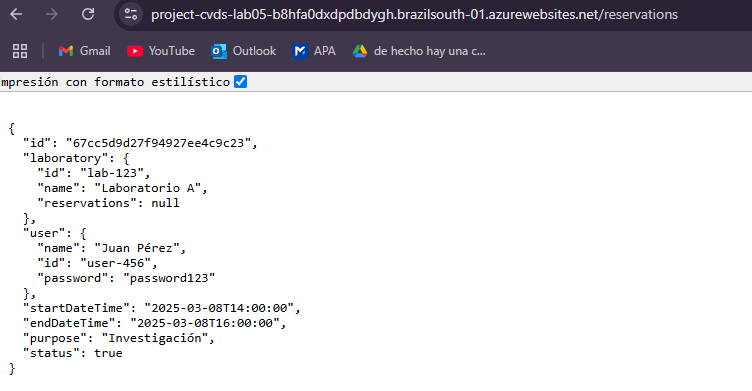 project-cvds-lab05-b8hfa0dxdpdbdygh.brazilsouth-01.azurewebsites.net/reservations
Gmail YouTube Outlook APA de hecho hay una c...
mpresión con formato estilístico
{
  "id": "67cc5d9d27f94927ee4c9c23",
  "laboratory": {
    "id": "lab-123",
    "name": "Laboratorio A",
    "reservations": null
  },
  "user": {
    "name": "Juan Pérez",
    "id": "user-456",
    "password": "password123"
  },
  "startDateTime": "2025-03-08T14:00:00",
  "endDateTime": "2025-03-08T16:00:00",
  "purpose": "Investigación",
  "status": true
}